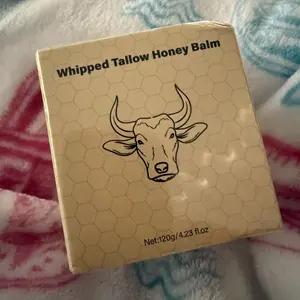 Whipped Tallow Honey Balm
Net:120g/4.23 fl.oz